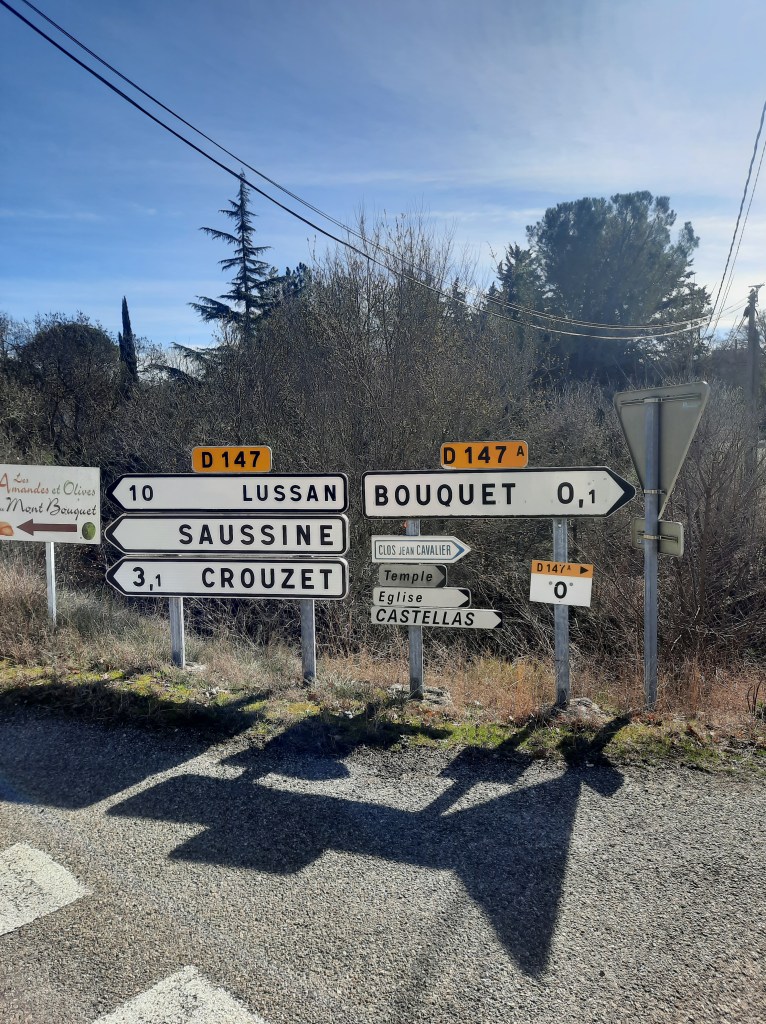 Les
Amandes et Olives
Mont Bouquet
D 147
10 LUSSAN
SAUSSINE
3,1 CROUZET
D 147 A
BOUQUET 0,1
CLOS JEAN CAVALIER
Temple
Eglise
CASTELLAS
D 147 A
0